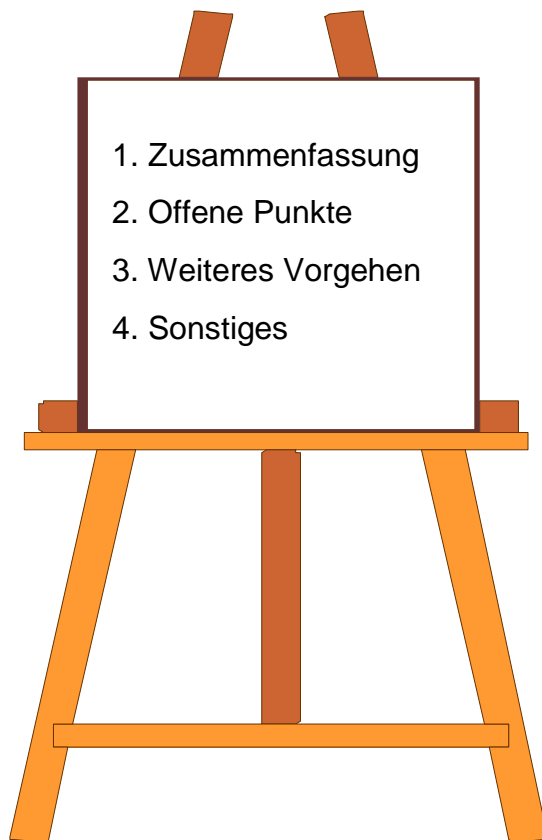 1. Zusammenfassung
2. Offene Punkte
3. Weiteres Vorgehen
4. Sonstiges